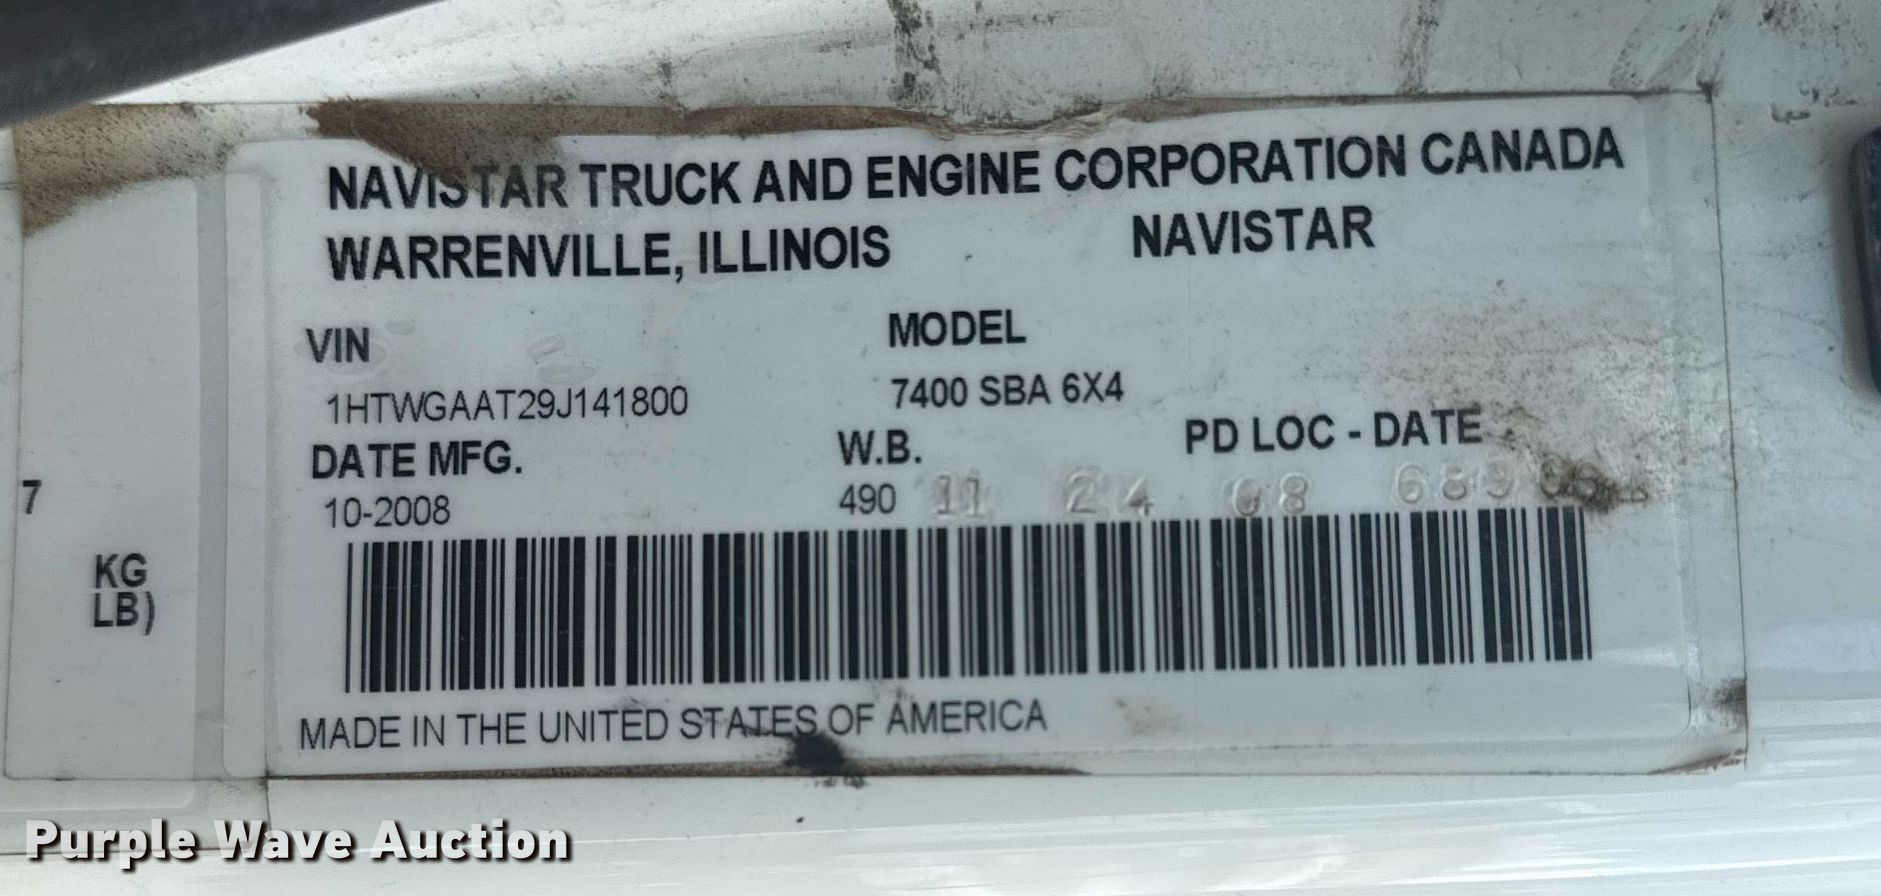 NAVISTAR TRUCK AND ENGINE CORPORATION CANADA
WARRENVILLE, ILLINOIS NAVISTAR
VIN MODEL
1HTWGAAT29J141800 7400 SBA 6X4
DATE MFG. W.B. PD LOC - DATE
10-2008 490 11 24 08
MADE IN THE UNITED STATES OF AMERICA
7
KG
LB)
Purple Wave Auction